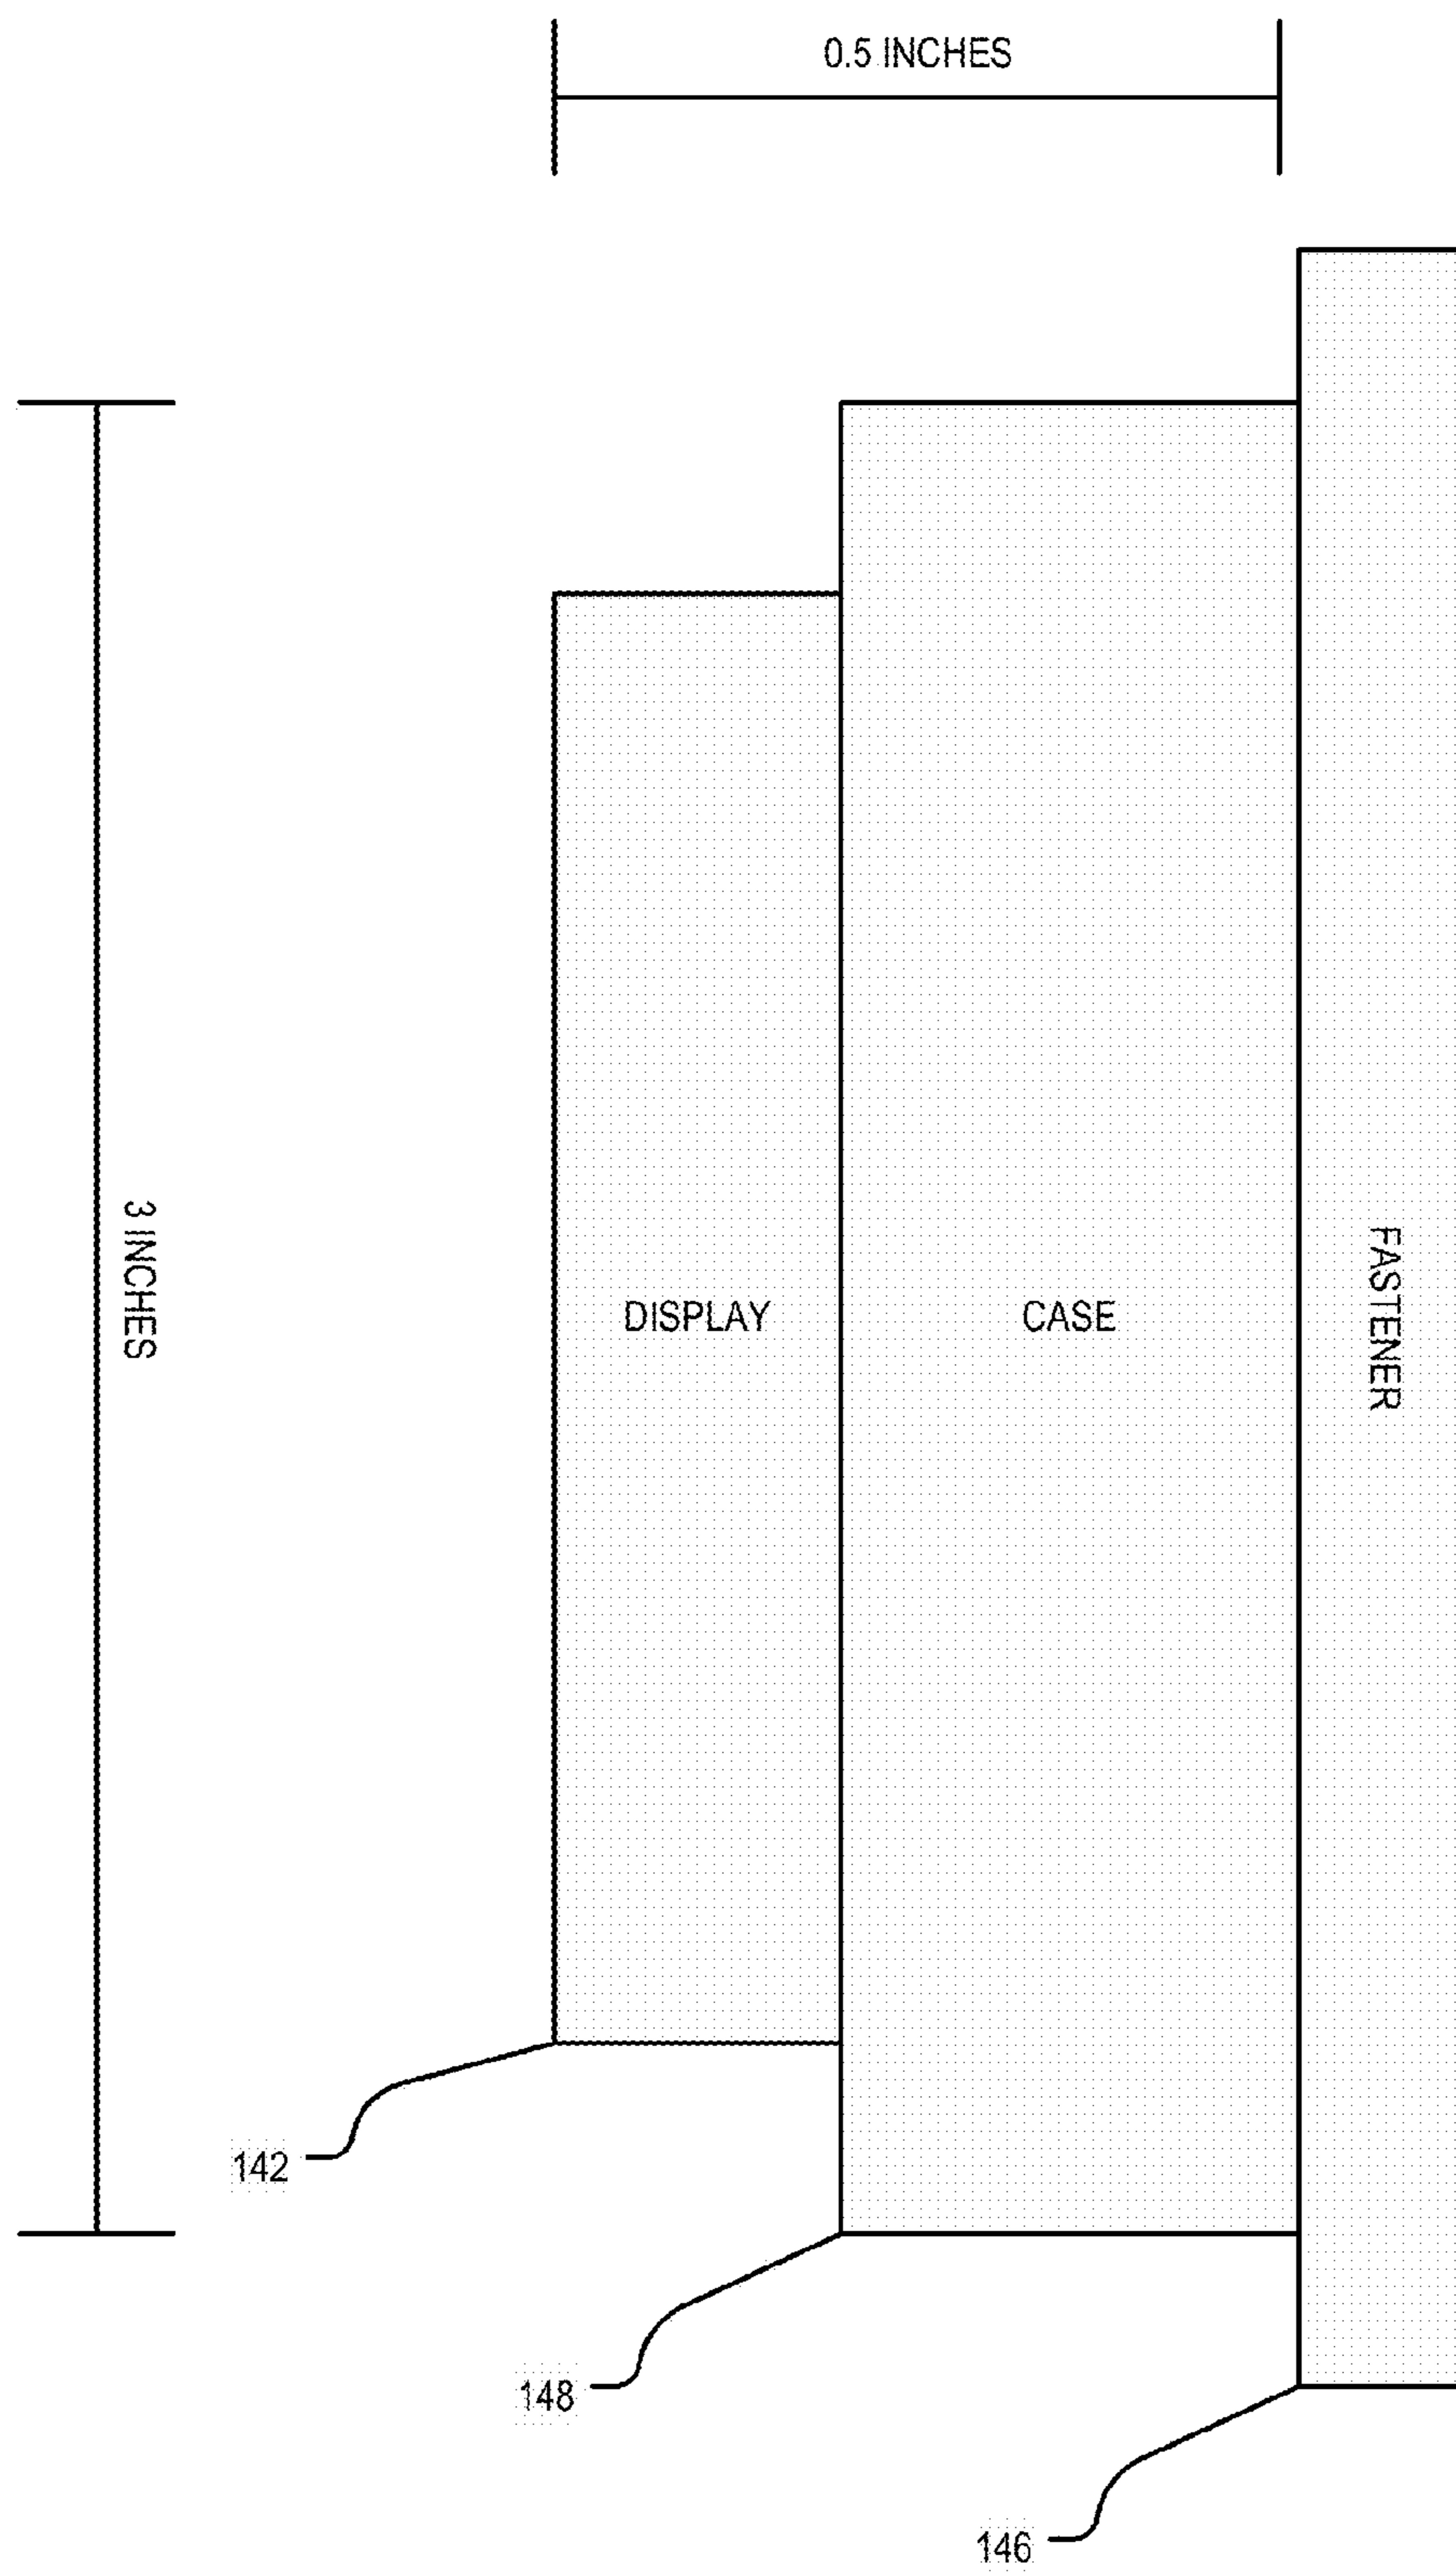 0.5 INCHES
3 INCHES
DISPLAY
CASE
FASTENER
142
148
146